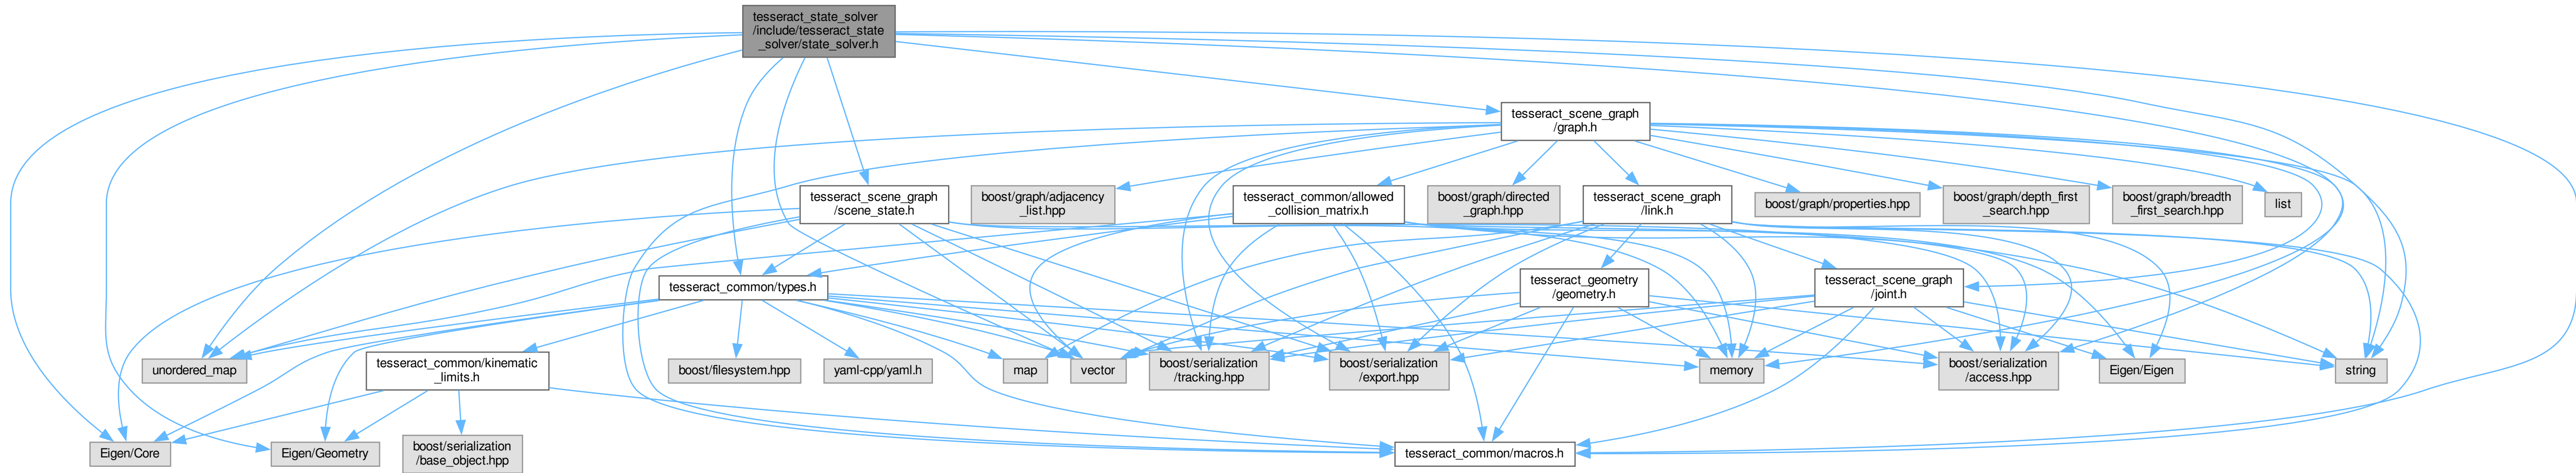 tesseract_state_solver
/include/tesseract_state
_solver/state_solver.h
tesseract_scene_graph
/graph.h
tesseract_scene_graph
/scene_state.h
boost/graph/adjacency
_list.hpp
tesseract_common/allowed
_collision_matrix.h
boost/graph/directed
_graph.hpp
tesseract_scene_graph
/link.h
boost/graph/properties.hpp
boost/graph/depth_first
_search.hpp
boost/graph/breadth
_first_search.hpp
list
tesseract_common/types.h
tesseract_geometry
/geometry.h
tesseract_scene_graph
/joint.h
unordered_map
tesseract_common/kinematic
_limits.h
boost/filesystem.hpp
yaml-cpp/yaml.h
map
vector
boost/serialization
/tracking.hpp
boost/serialization
/export.hpp
memory
boost/serialization
/access.hpp
Eigen/Eigen
string
Eigen/Core
Eigen/Geometry
boost/serialization
/base_object.hpp
tesseract_common/macros.h